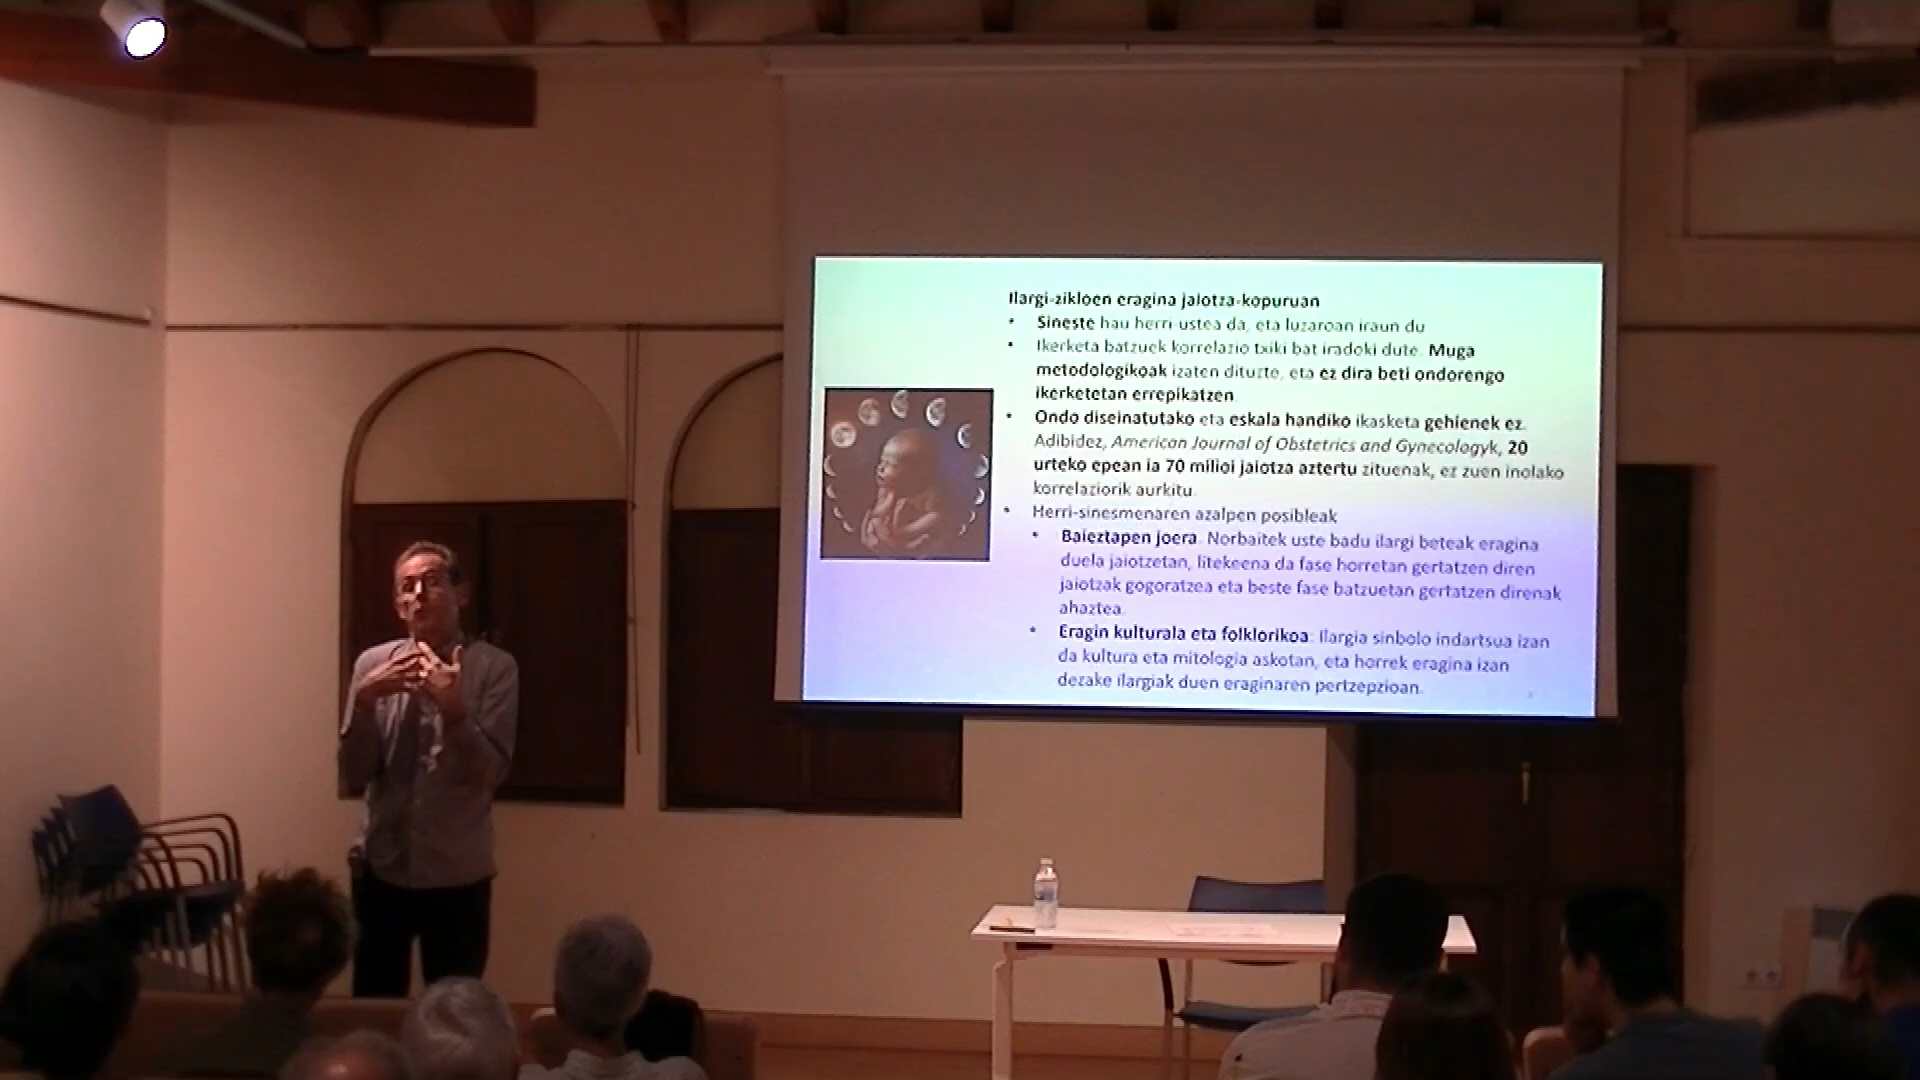 Ilargi-zikloen eragina jaiotza-kopuruan
• Sineste hau herri-ustea da, eta luzaroan iraun du
• Ikerketa batzuek korrelazio txiki bat iradoki dute. Muga
metodologikoak izaten dituzte, eta ez dira beti ondorengo
ikerketetan errepikatzen
• Ondo diseinatutako eta eskala handiko ikasketa gehienek ez.
Adibidez, American Journal of Obstetrics and Gynecologyk, 20
urteko epean ia 70 milioi jaiotza aztertu zituenak, ez zuen inolako
korrelaziorik aurkitu.
• Herri-sinesmenaren azalpen posibleak
• Baieztapen joera. Norbaitek uste badu ilargi beteak eragina
duela jaiotzetan, litekeena da fase horretan gertatzen diren
jaiotzak gogoratzea eta beste fase batzuetan gertatzen direnak
ahaztea.
• Eragin kulturala eta folklorikoa: Ilargia sinbolo indartsua izan
da kultura eta mitologia askotan, eta horrek eragina izan
dezake ilargiak duen eraginaren pertzepzioan.